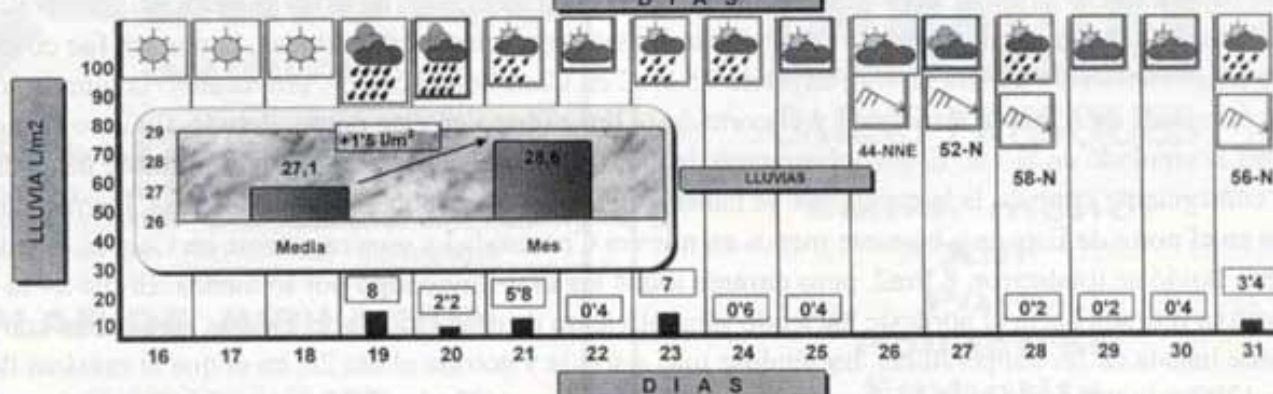 D I A S
LLUVIA L/m2
100
90
80
70
60
50
40
30
20
10
29
28
27
26
+1'5 l/m²
27,1
28,6
Media
Mes
44-NNE
52-N
58-N
56-N
LLUVIAS
8
2'2
5'8
0'4
7
0'6
0'4
0'2
0'2
0'4
3'4
16 17 18 19 20 21 22 23 24 25 26 27 28 29 30 31
D I A S